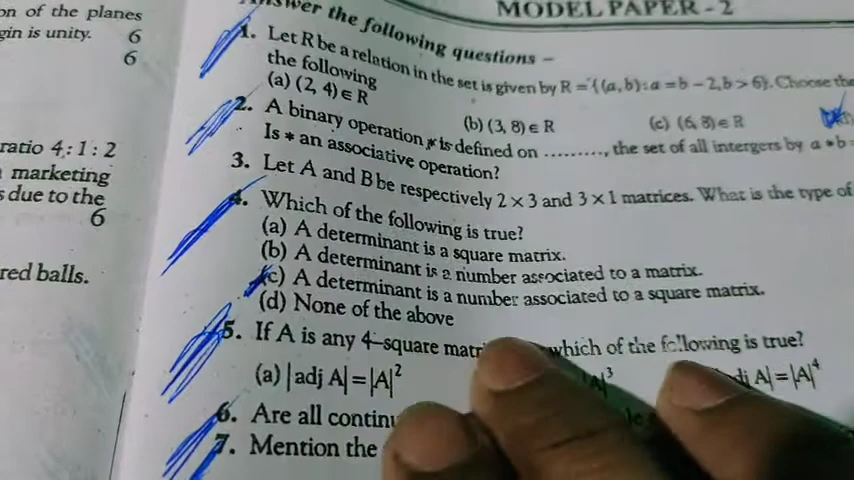 on of the planes
gin is unity. 6
6
ratio 4:1:2
marketing
s due to the
6
red balls.
MODEL PAPER - 2
Answer the following questions –
1. Let R be a relation in the set is given by R = {(a, b) : a = b – 2, b > 6}. Choose the
the following
(a) (2, 4) ∈ R (b) (3, 8) ∈ R (c) (6, 8) ∈ R
2. A binary operation * is defined on .........., the set of all intergers by a * b =
Is * an associative operation?
3. Let A and B be respectively 2 × 3 and 3 × 1 matrices. What is the type of
4. Which of the following is true?
(a) A determinant is a square matrix.
(b) A determinant is a number associated to a matrix.
(c) A determinant is a number associated to a square matrix.
(d) None of the above
5. If A is any 4-square which of the following is true?
(a) |adj A| = |A|² |A|³ adj A| = |A|⁴
6. Are all
7. Mention the